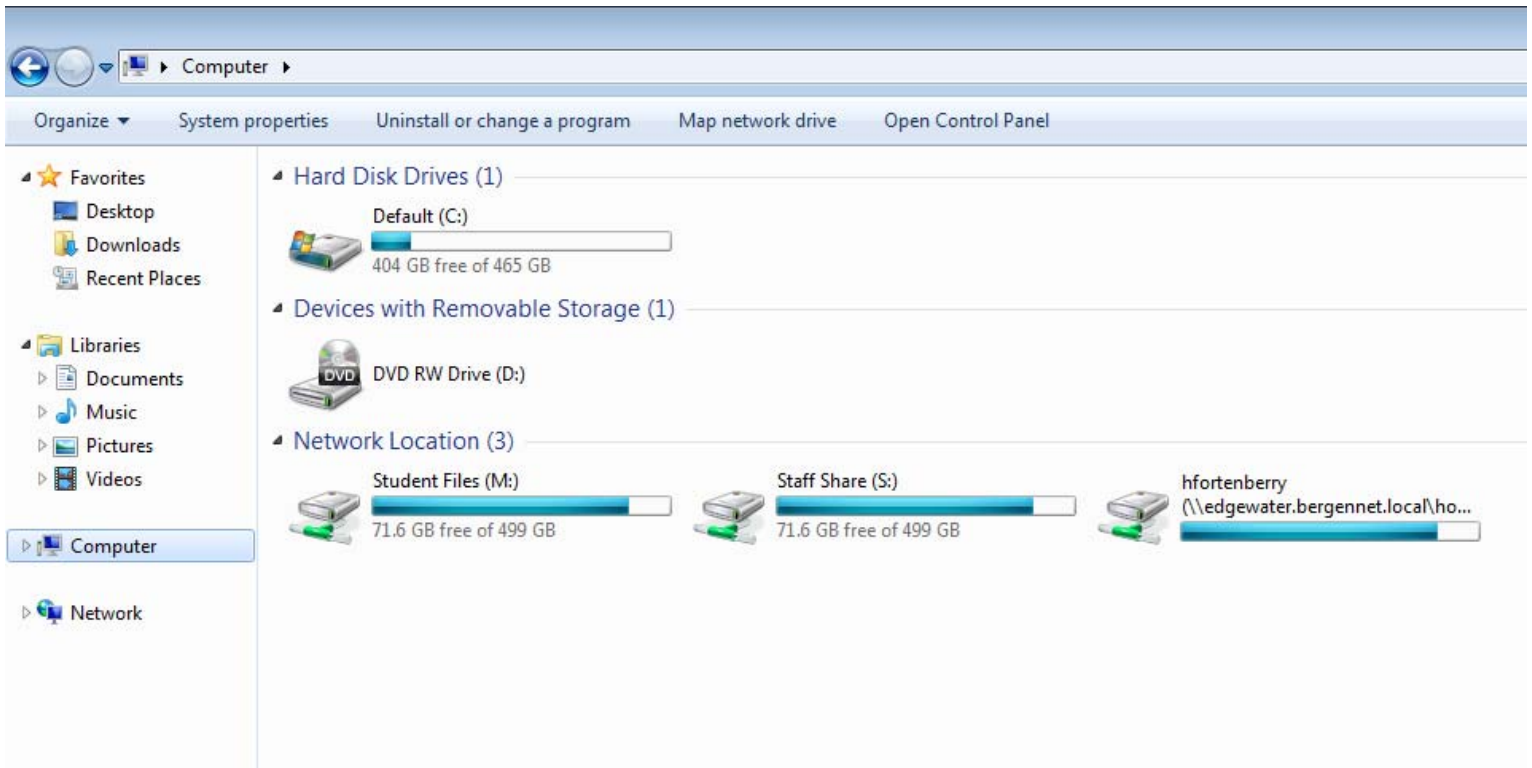 Computer
Organize System properties Uninstall or change a program Map network drive Open Control Panel
Favorites
Desktop
Downloads
Recent Places
Libraries
Documents
Music
Pictures
Videos
Computer
Network
Hard Disk Drives (1)
Default (C:)
404 GB free of 465 GB
Devices with Removable Storage (1)
DVD
DVD RW Drive (D:)
Network Location (3)
Student Files (M:)
71.6 GB free of 499 GB
Staff Share (S:)
71.6 GB free of 499 GB
hfortenberry
(\\edgewater.bergennet.local\ho...